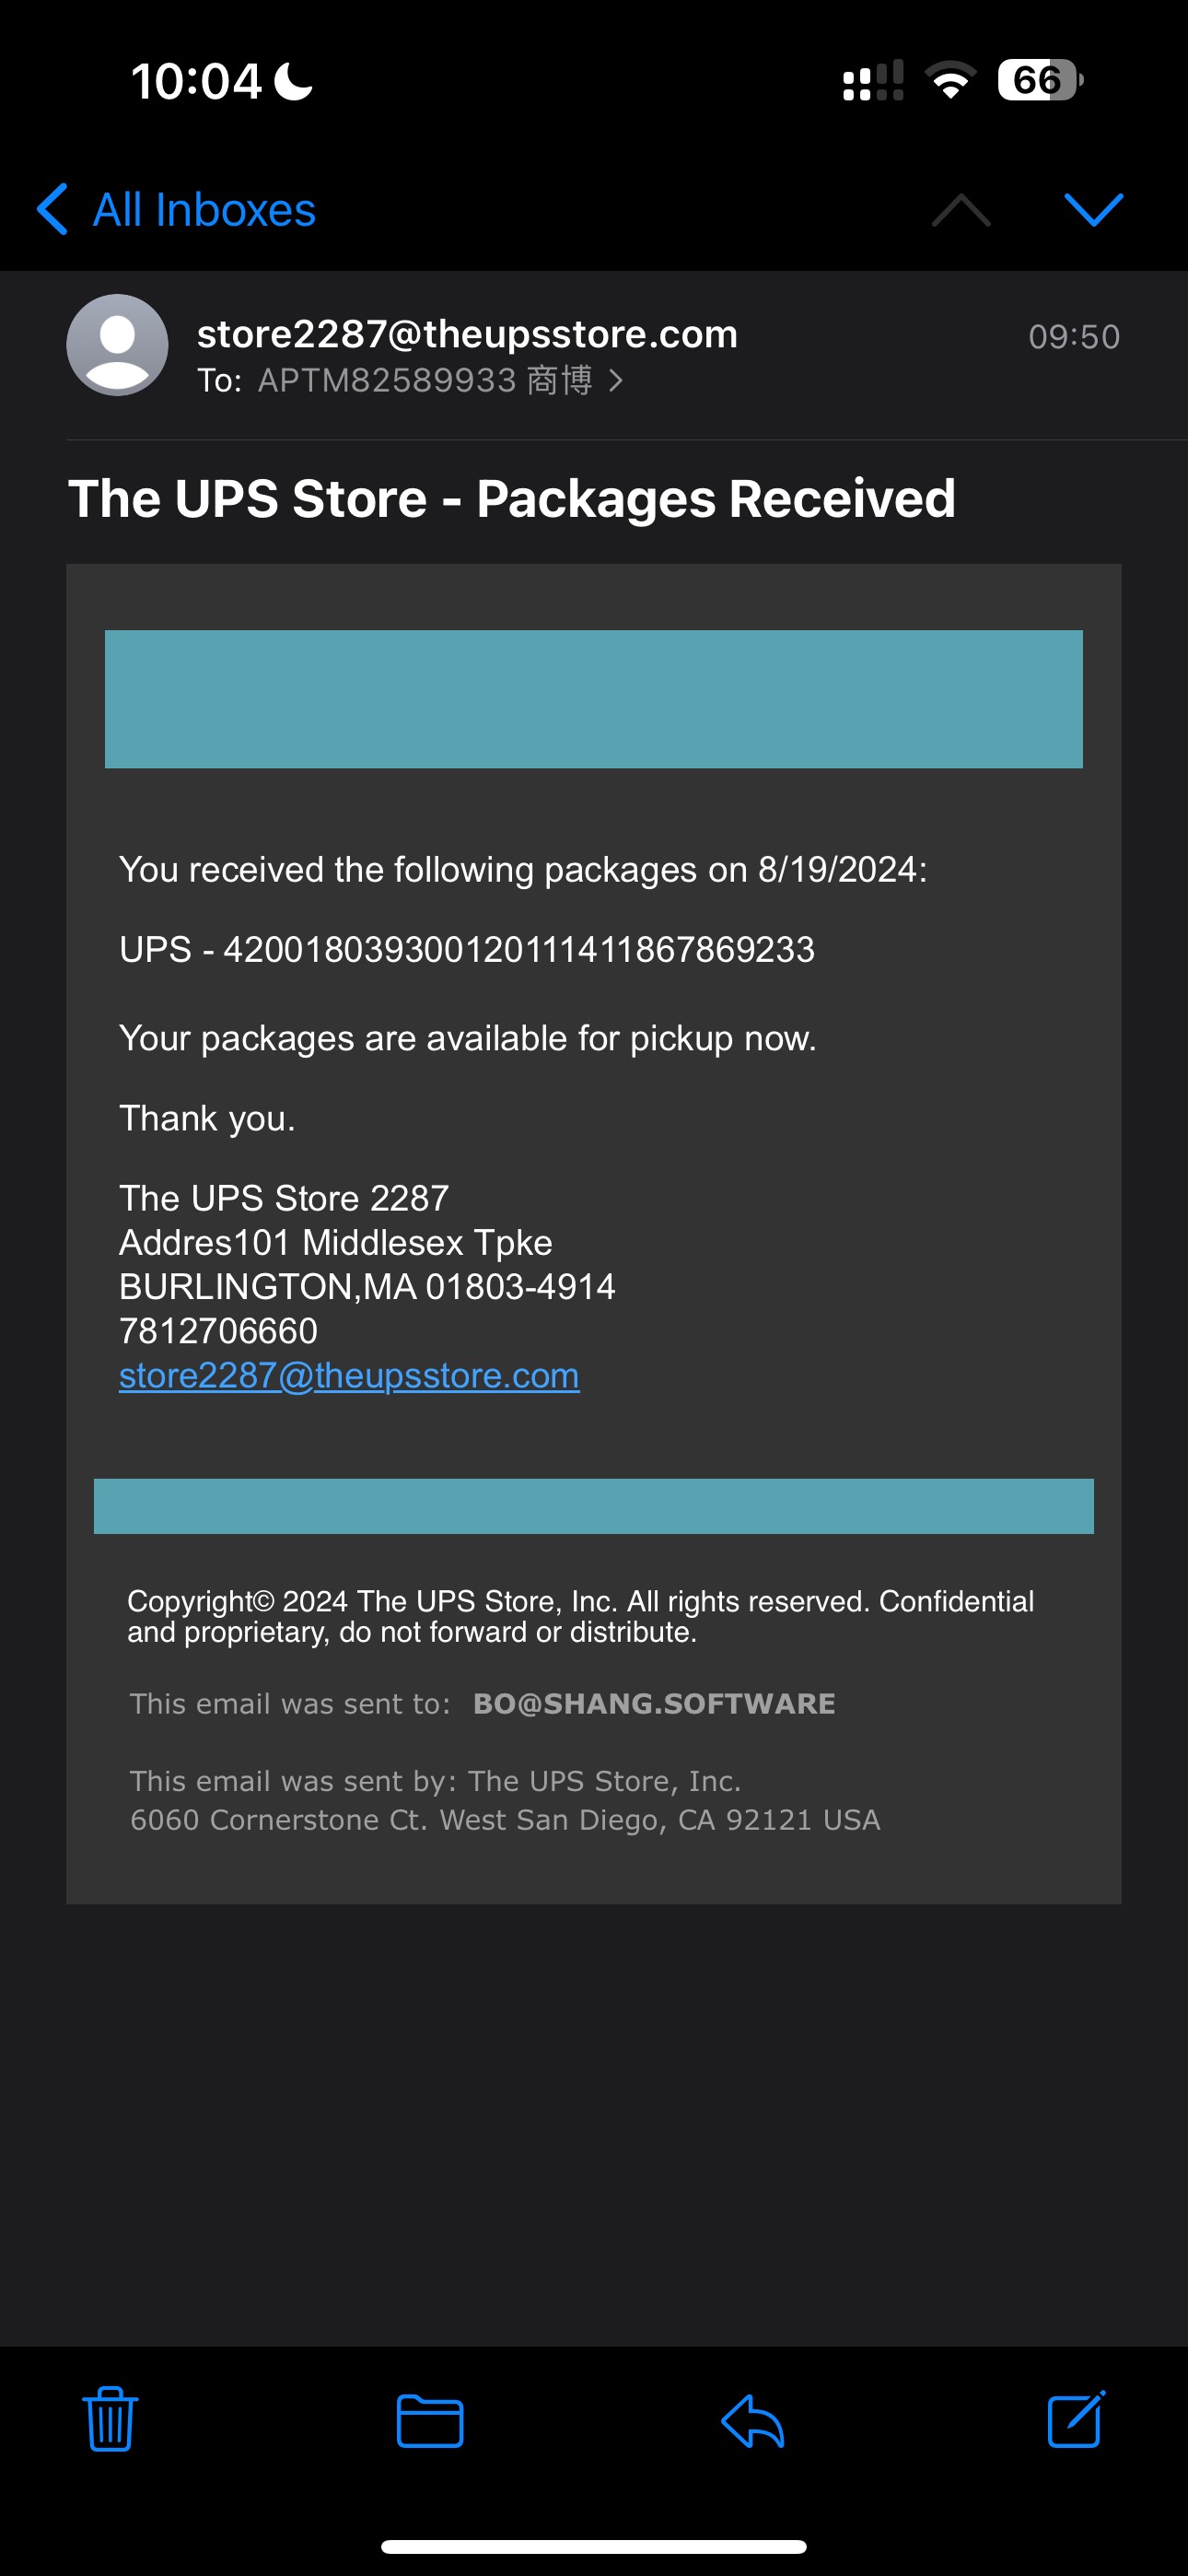 10:04
66
All Inboxes
store2287@theupsstore.com
09:50
To: APTM82589933 商博
The UPS Store - Packages Received
You received the following packages on 8/19/2024:
UPS - 420018039300120111411867869233
Your packages are available for pickup now.
Thank you.
The UPS Store 2287
Addres101 Middlesex Tpke
BURLINGTON,MA 01803-4914
7812706660
store2287@theupsstore.com
Copyright© 2024 The UPS Store, Inc. All rights reserved. Confidential
and proprietary, do not forward or distribute.
This email was sent to: BO@SHANG.SOFTWARE
This email was sent by: The UPS Store, Inc.
6060 Cornerstone Ct. West San Diego, CA 92121 USA